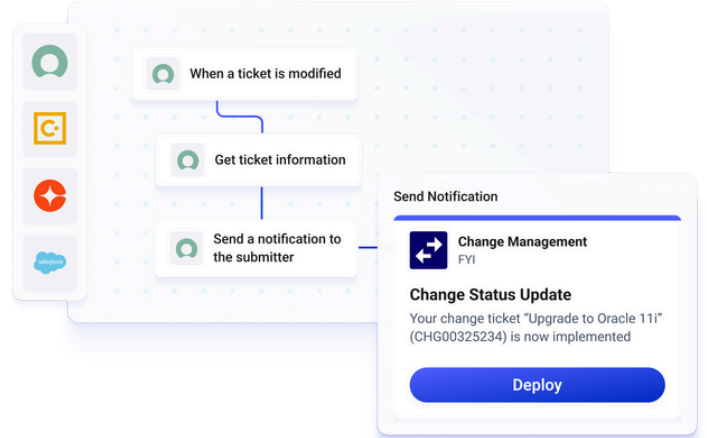 When a ticket is modified
Get ticket information
Send a notification to
the submitter
salesforce
Send Notification
Change Management
FYI
Change Status Update
Your change ticket “Upgrade to Oracle 11i”
(CHG00325234) is now implemented
Deploy